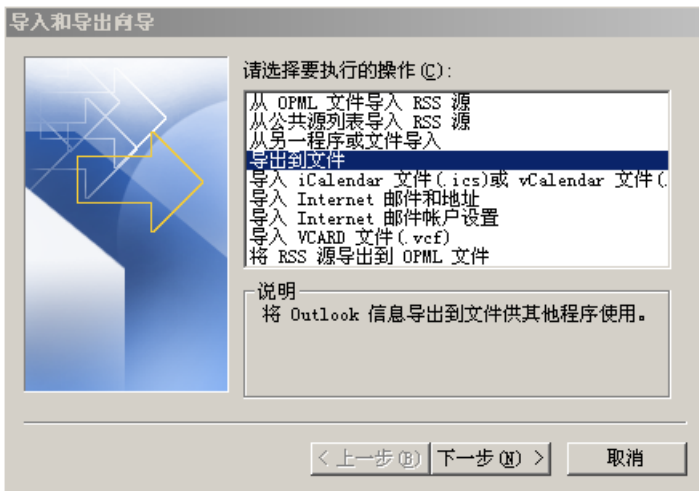 导入和导出向导
请选择要执行的操作(C):
从 OPML 文件导入 RSS 源
从公共源列表导入 RSS 源
从另一程序或文件导入
导出到文件
导入 iCalendar 文件(.ics)或 vCalendar 文件(.
导入 Internet 邮件和地址
导入 Internet 邮件帐户设置
导入 VCARD 文件(.vcf)
将 RSS 源导出到 OPML 文件
说明
将 Outlook 信息导出到文件供其他程序使用。
< 上一步(B) 下一步(N) > 取消